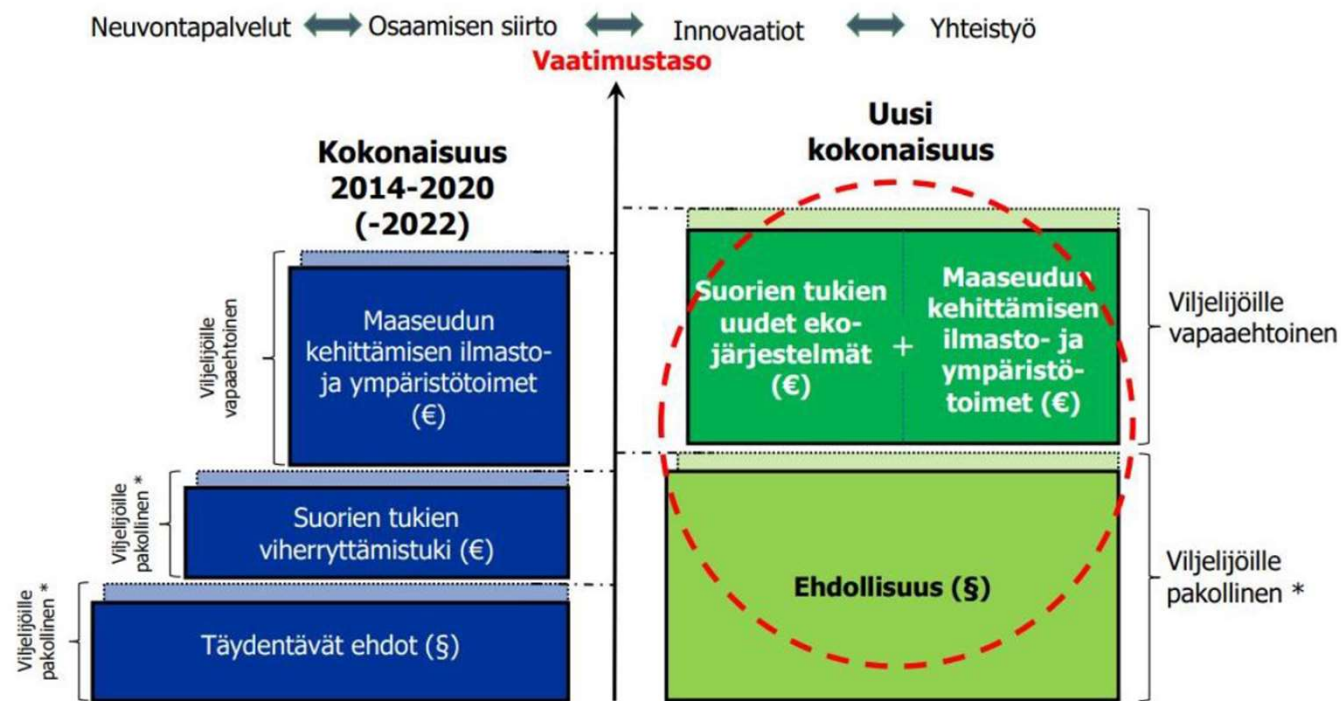 Neuvontapalvelut Osaamisen siirto Innovaatiot Yhteistyö
Vaatimustaso
Kokonaisuus
2014-2020
(-2022)
Viljelijöille
vapaaehtoinen
Maaseudun
kehittämisen ilmasto-
ja ympäristötoimet
(€)
Viljelijöille
pakollinen *
Suorien tukien
viherryttämistuki (€)
Viljelijöille
pakollinen *
Täydentävät ehdot (§)
Uusi
kokonaisuus
Suorien tukien
uudet eko-
järjestelmät
(€)
+
Maaseudun
kehittämisen
ilmasto- ja
ympäristö-
toimet (€)
Viljelijöille
vapaaehtoinen
Ehdollisuus (§)
Viljelijöille
pakollinen *